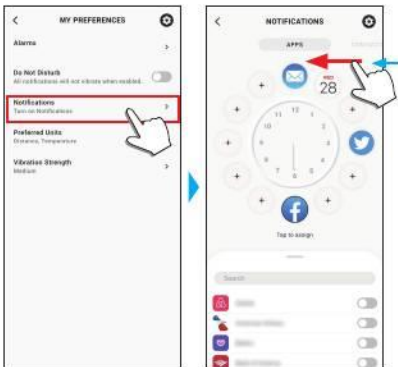 MY PREFERENCES
Alarms
Do Not Disturb
All notifications will not vibrate when enabled.
Notifications
Turn on Notifications
Preferred Units
Distance, Temperature
Vibration Strength
Medium
NOTIFICATIONS
APPS
WED
28
12
11
1
10
2
9
3
8
4
7
6
5
Tap to assign
Search